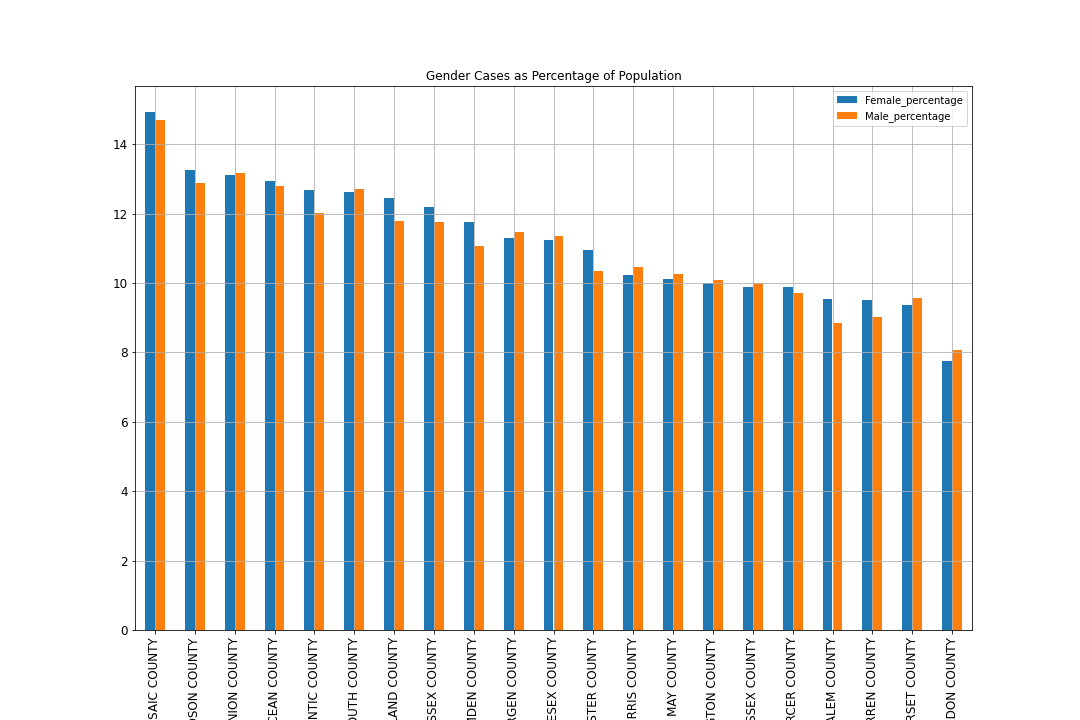 Gender Cases as Percentage of Population
Female_percentage
Male_percentage
14
12
10
8
6
4
2
0
SAIC COUNTY
DSON COUNTY
NION COUNTY
CEAN COUNTY
NTIC COUNTY
OUTH COUNTY
LAND COUNTY
SSEX COUNTY
MDEN COUNTY
RGEN COUNTY
ESEX COUNTY
STER COUNTY
RRIS COUNTY
MAY COUNTY
GTON COUNTY
SSEX COUNTY
RCER COUNTY
ALEM COUNTY
RREN COUNTY
RSET COUNTY
DON COUNTY